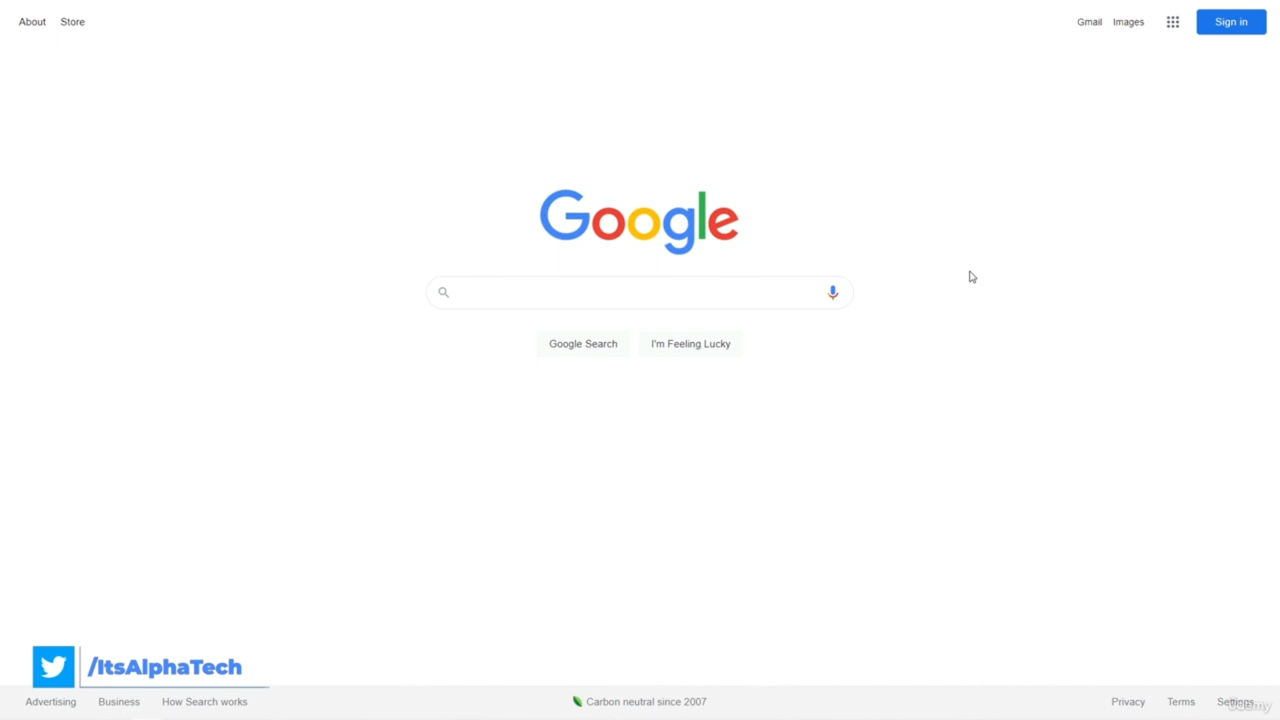 About Store Gmail Images Sign in
Google
Google Search I'm Feeling Lucky
/ItsAlphaTech
Advertising Business How Search works Carbon neutral since 2007 Privacy Terms Settings
Udemy